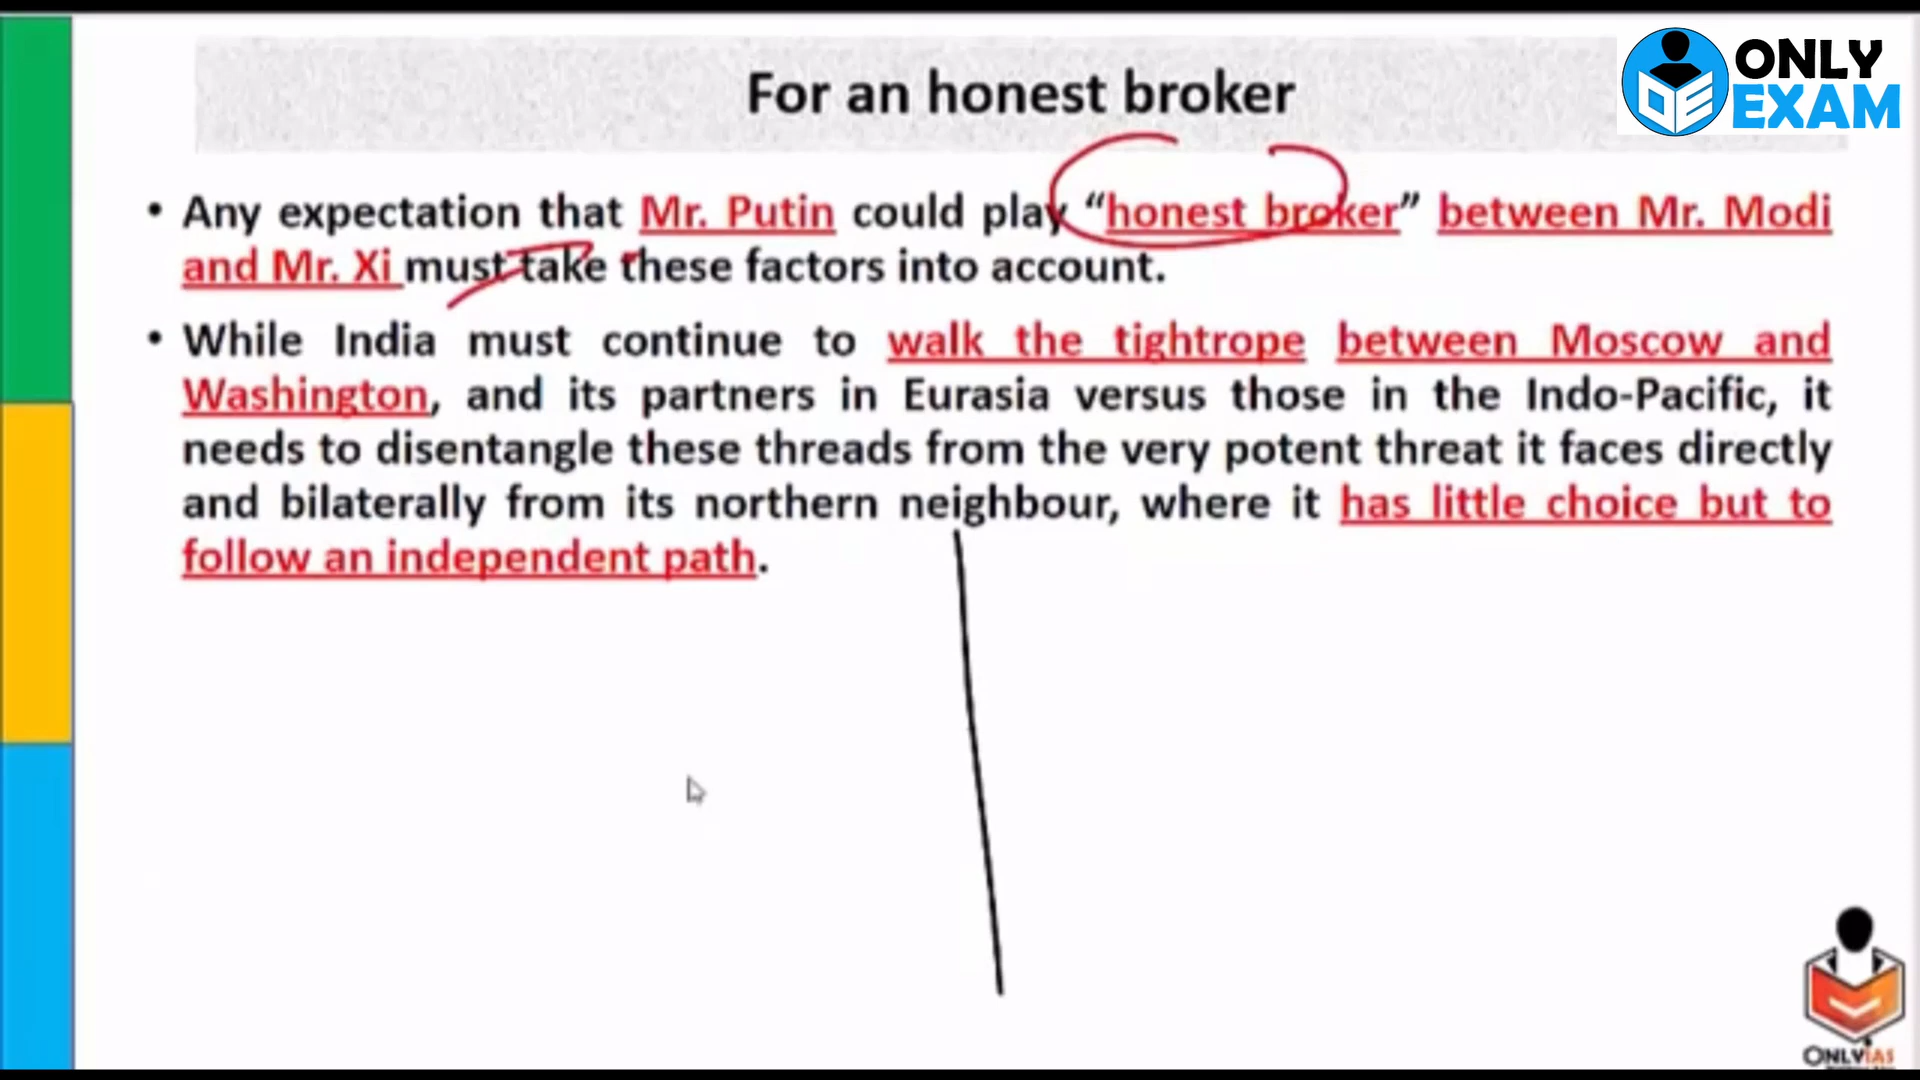 For an honest broker
ONLY
EXAM
• Any expectation that Mr. Putin could play “honest broker” between Mr. Modi
and Mr. Xi must take these factors into account.
• While India must continue to walk the tightrope between Moscow and
Washington, and its partners in Eurasia versus those in the Indo-Pacific, it
needs to disentangle these threads from the very potent threat it faces directly
and bilaterally from its northern neighbour, where it has little choice but to
follow an independent path.
ONLYIAS